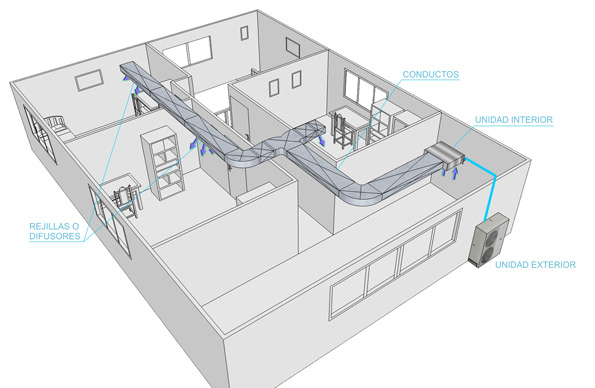 CONDUCTOS
UNIDAD INTERIOR
REJILLAS O
DIFUSORES
UNIDAD EXTERIOR